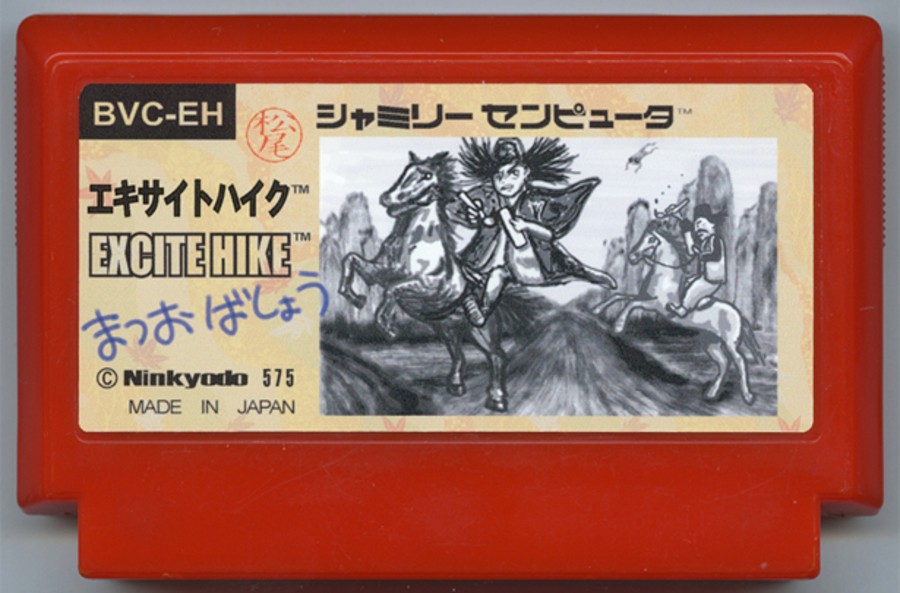 BVC-EH
松尾
シャミリー センピュータ™
エキサイトハイク™
EXCITE HIKE™
まつお ばしょう
© Ninkyodo 575
MADE IN JAPAN